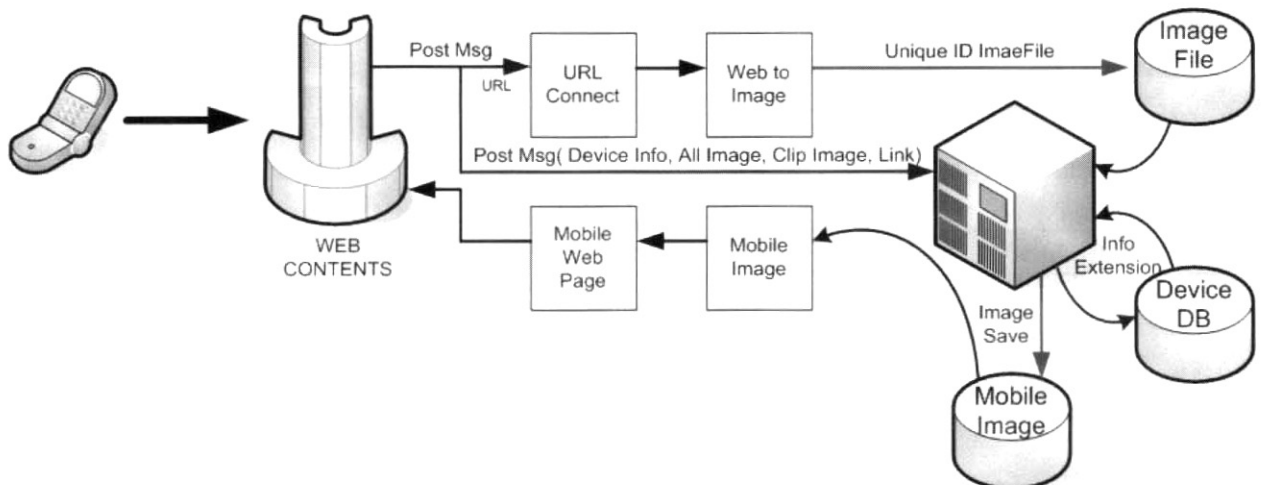 Post Msg
URL
URL
Connect
Web to
Image
Unique ID ImaeFile
Image
File
Post Msg( Device Info, All Image, Clip Image, Link)
WEB
CONTENTS
Mobile
Web
Page
Mobile
Image
Info
Extension
Device
DB
Image
Save
Mobile
Image